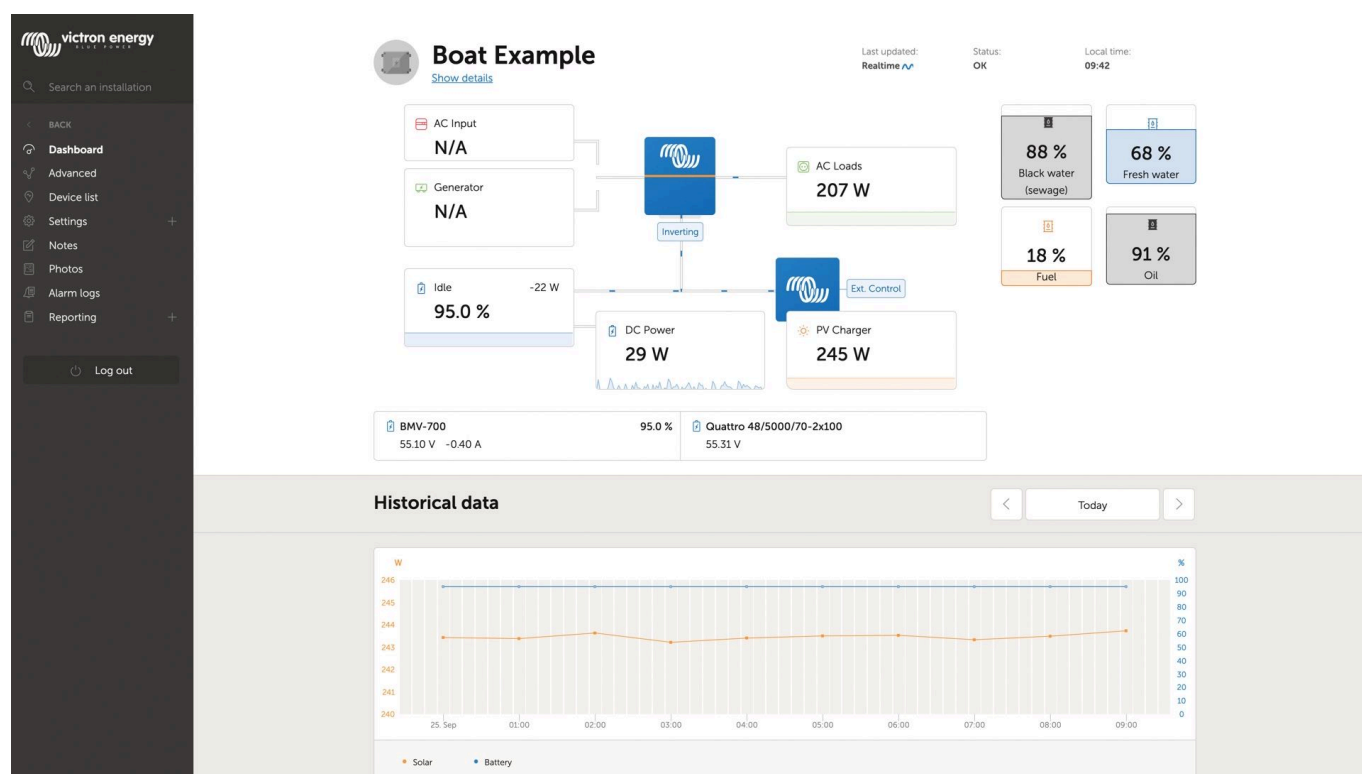 victron energy
BLUE POWER
Search an installation
BACK
Dashboard
Advanced
Device list
Settings
Notes
Photos
Alarm logs
Reporting
Log out
Boat Example
Show details
Last updated:
Realtime
Status:
OK
Local time:
09:42
AC Input
N/A
Generator
N/A
Inverting
AC Loads
207 W
Idle -22 W
95.0 %
DC Power
29 W
Ext. Control
PV Charger
245 W
88 %
Black water
(sewage)
68 %
Fresh water
18 %
Fuel
91 %
Oil
BMV-700 95.0 %
55.10 V -0.40 A
Quattro 48/5000/70-2x100
55.31 V
Historical data
Today
W
246
245
244
243
242
241
240
%
100
90
80
70
60
50
40
30
20
10
0
25. Sep 01:00 02:00 03:00 04:00 05:00 06:00 07:00 08:00 09:00
Solar Battery